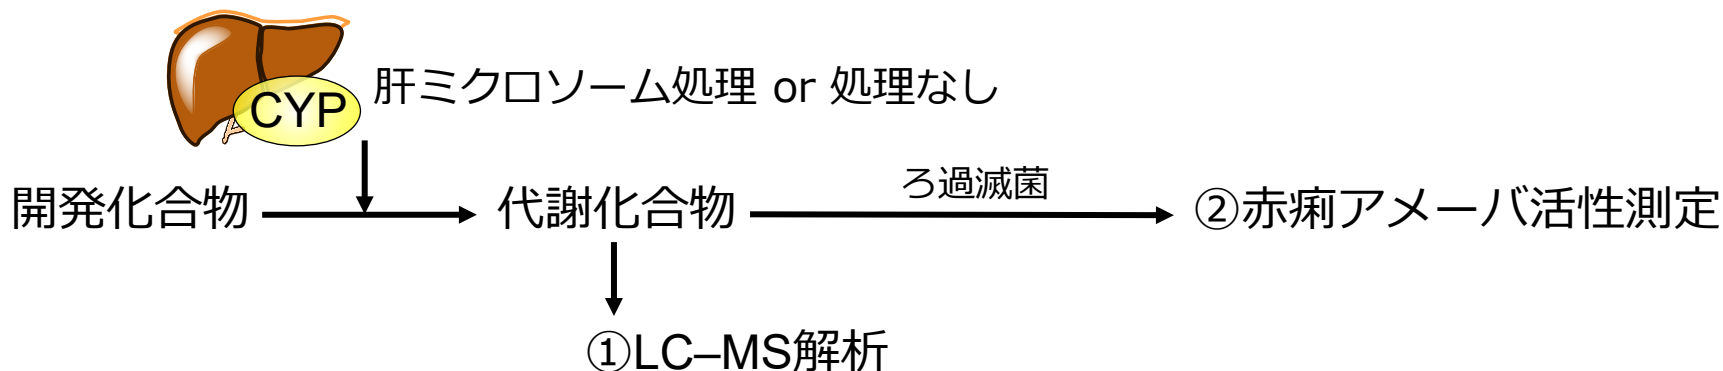 CYP
肝ミクロソーム処理 or 処理なし
開発化合物
代謝化合物
ろ過滅菌
②赤痢アメーバ活性測定
①LC–MS解析